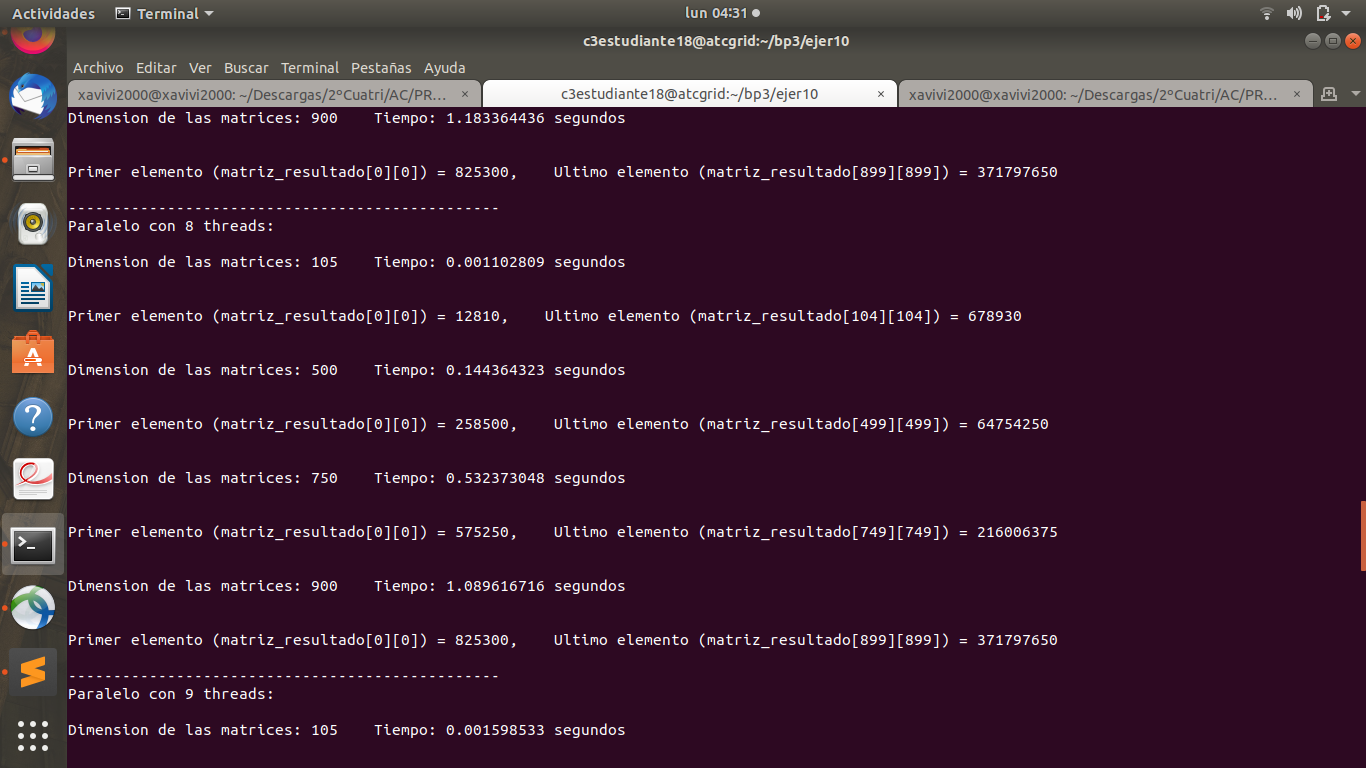 Actividades Terminal lun 04:31
c3estudiante18@atcgrid:~/bp3/ejer10
Archivo Editar Ver Buscar Terminal Pestañas Ayuda
xavivi2000@xavivi2000: ~/Descargas/2ºCuatri/AC/PR... × c3estudiante18@atcgrid:~/bp3/ejer10 × xavivi2000@xavivi2000: ~/Descargas/2ºCuatri/AC/PR... ×
Dimension de las matrices: 900    Tiempo: 1.183364436 segundos
Primer elemento (matriz_resultado[0][0]) = 825300,    Ultimo elemento (matriz_resultado[899][899]) = 371797650
------------------------------------------------
Paralelo con 8 threads:
Dimension de las matrices: 105    Tiempo: 0.001102809 segundos
Primer elemento (matriz_resultado[0][0]) = 12810,    Ultimo elemento (matriz_resultado[104][104]) = 678930
Dimension de las matrices: 500    Tiempo: 0.144364323 segundos
Primer elemento (matriz_resultado[0][0]) = 258500,    Ultimo elemento (matriz_resultado[499][499]) = 64754250
Dimension de las matrices: 750    Tiempo: 0.532373048 segundos
Primer elemento (matriz_resultado[0][0]) = 575250,    Ultimo elemento (matriz_resultado[749][749]) = 216006375
Dimension de las matrices: 900    Tiempo: 1.089616716 segundos
Primer elemento (matriz_resultado[0][0]) = 825300,    Ultimo elemento (matriz_resultado[899][899]) = 371797650
------------------------------------------------
Paralelo con 9 threads:
Dimension de las matrices: 105    Tiempo: 0.001598533 segundos